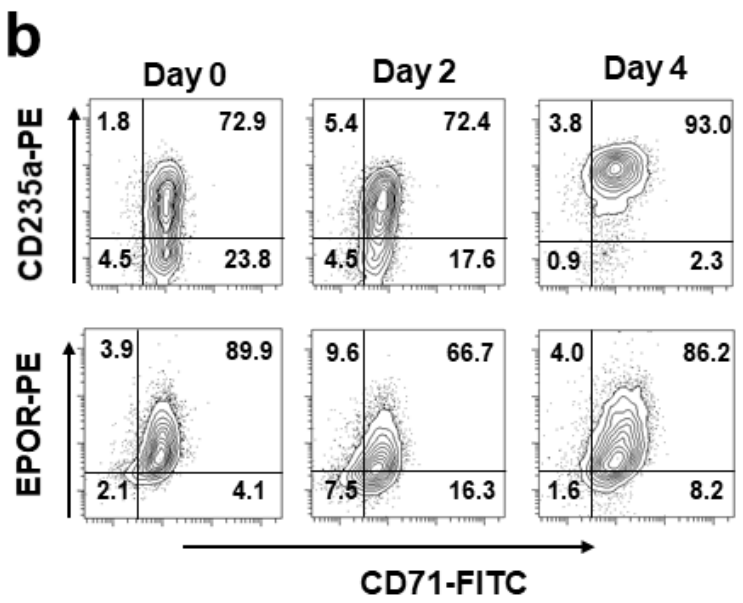 b
Day 0 Day 2 Day 4
CD235a-PE
1.8 72.9 5.4 72.4 3.8 93.0
4.5 23.8 4.5 17.6 0.9 2.3
EPOR-PE
3.9 89.9 9.6 66.7 4.0 86.2
2.1 4.1 7.5 16.3 1.6 8.2
CD71-FITC